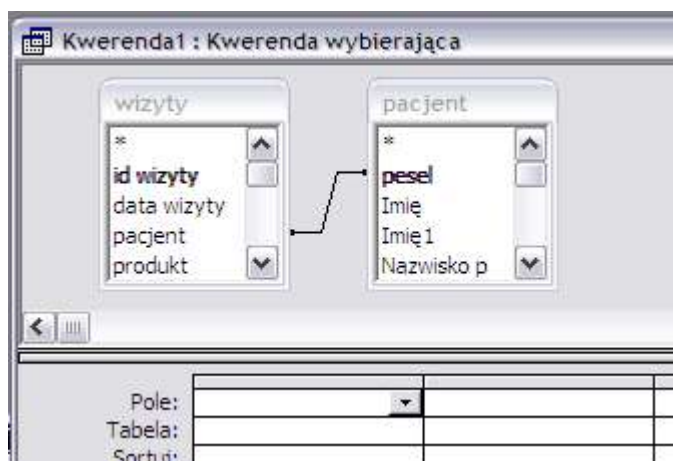 Kwerenda1 : Kwerenda wybierająca
wizyty
*
id wizyty
data wizyty
pacjent
produkt
pacjent
*
pesel
Imię
Imię1
Nazwisko p
Pole:
Tabela:
Sortuj: